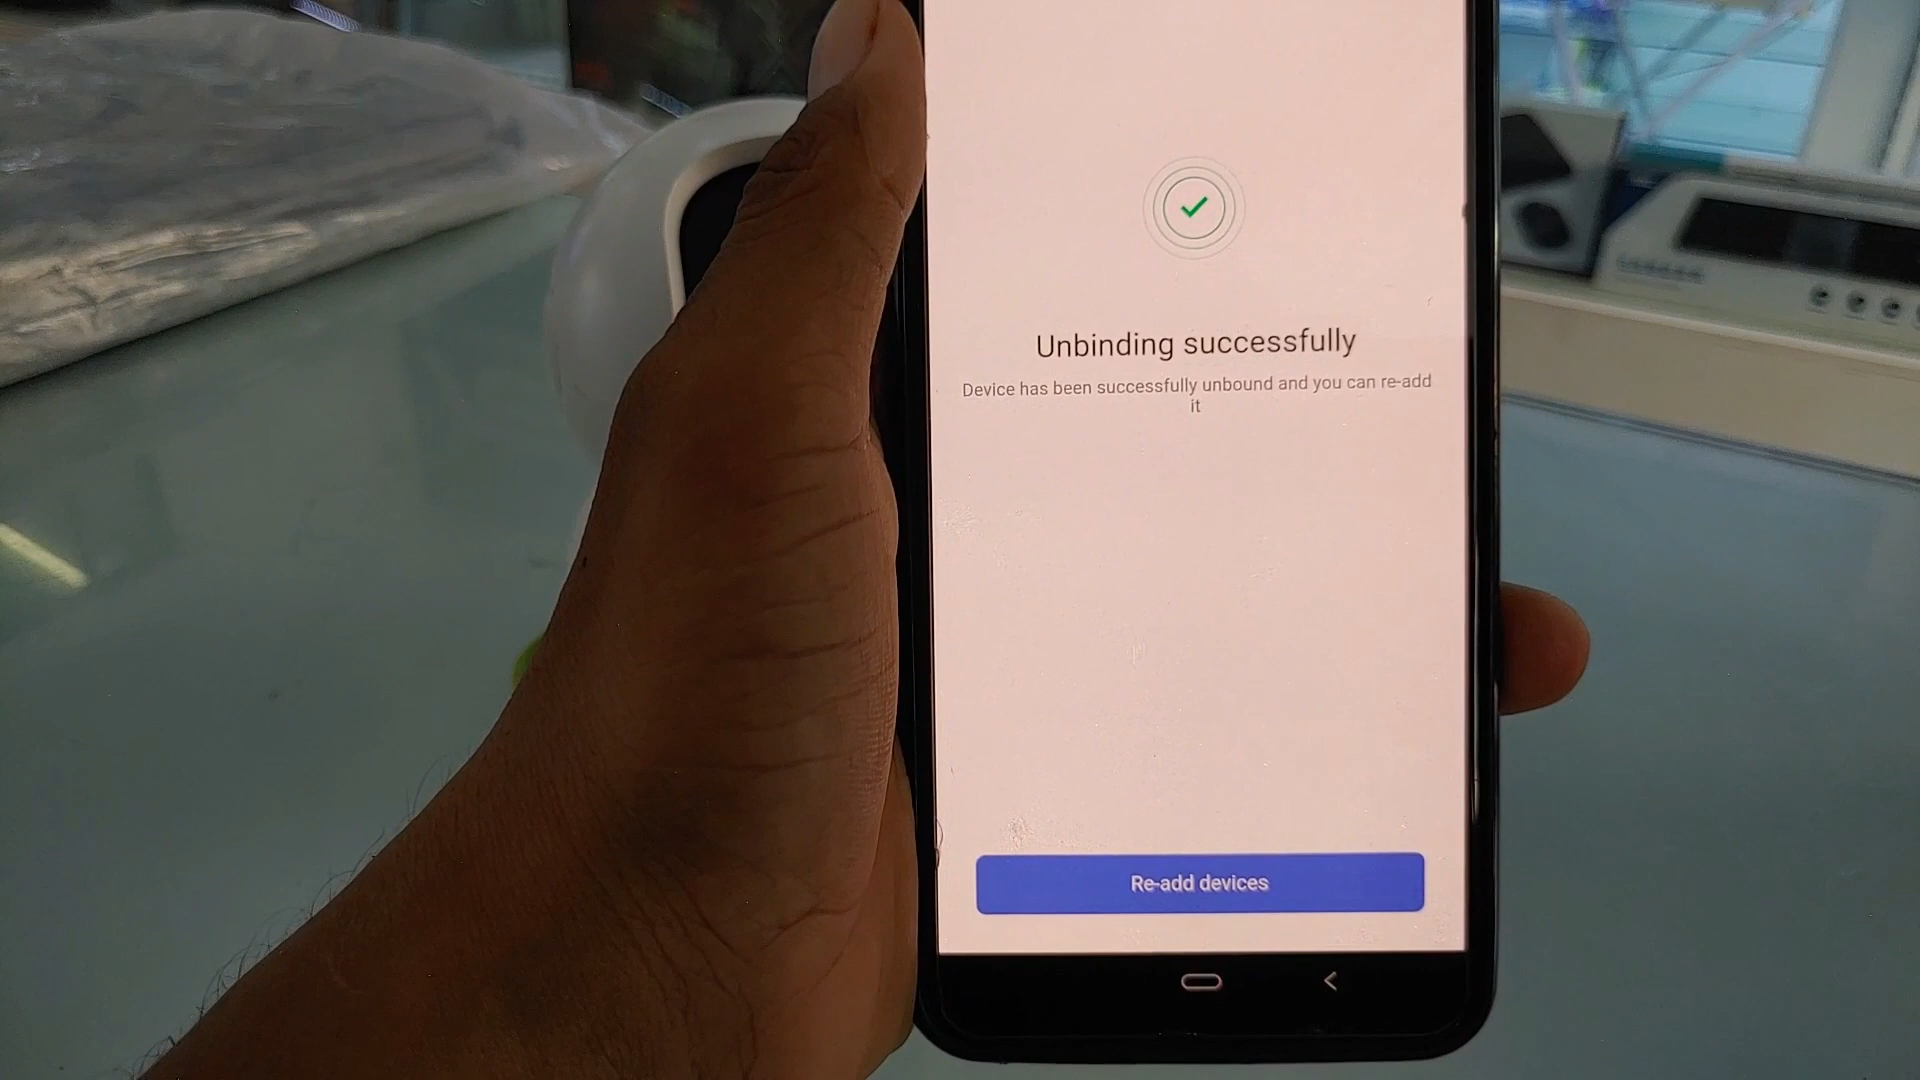 Unbinding successfully
Device has been successfully unbound and you can re-add
it
Re-add devices